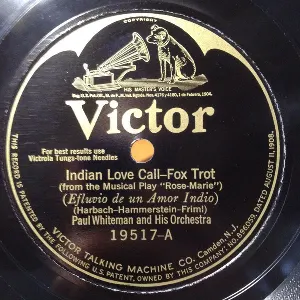 COPYRIGHT
HIS MASTER'S VOICE
Victor
For best results use
Victrola Tungs-tone Needles
Indian Love Call–Fox Trot
(from the Musical Play "Rose-Marie")
(Efluvio de un Amor Indio)
(Harbach-Hammerstein-Friml)
Paul Whiteman and His Orchestra
19517-A
VICTOR TALKING MACHINE CO. Camden, N. J.
THIS RECORD IS PATENTED BY THE FOLLOWING U.S. PATENT, OWNED BY THIS COMPANY, NO. 896059, DATED AUGUST 11, 1908.